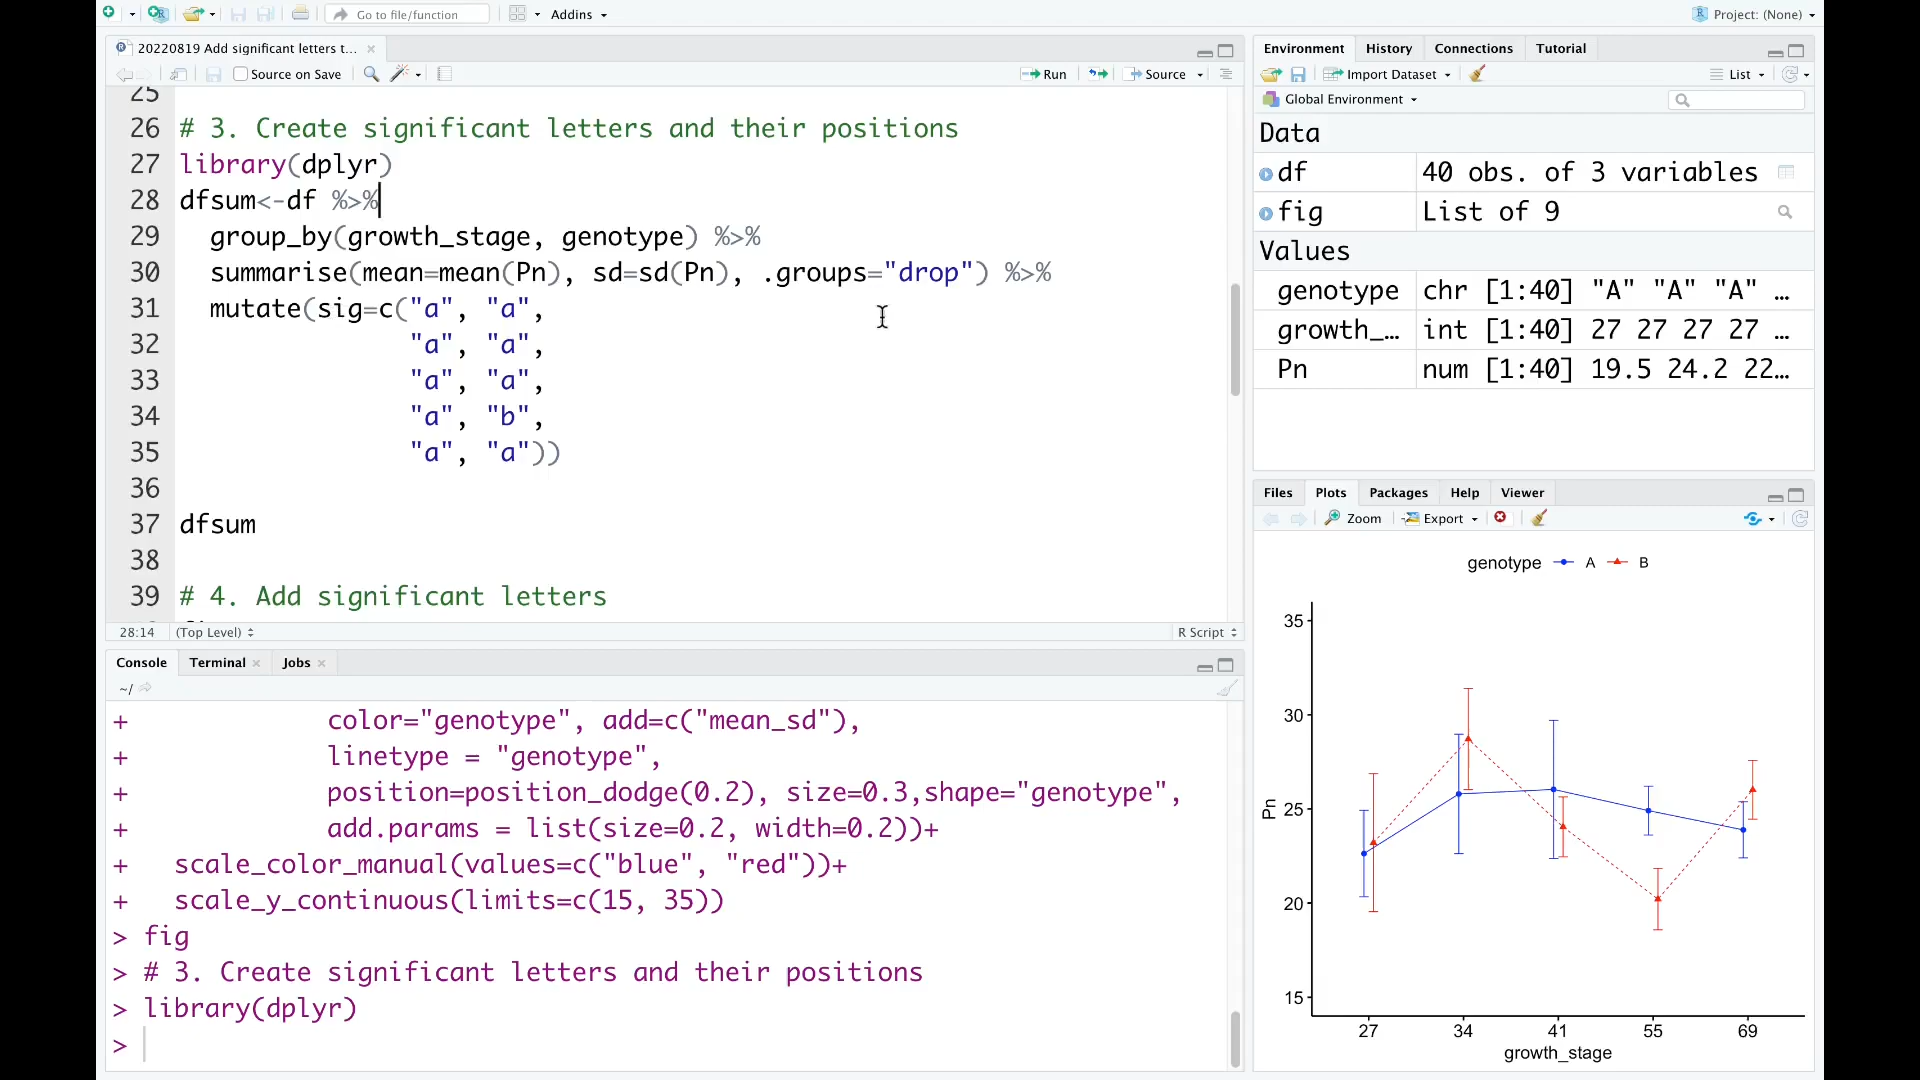 Go to file/function
Addins
Project: (None)
20220819 Add significant letters t...
Source on Save
Run
Source
25
26 # 3. Create significant letters and their positions
27 library(dplyr)
28 dfsum<-df %>%
29   group_by(growth_stage, genotype) %>%
30   summarise(mean=mean(Pn), sd=sd(Pn), .groups="drop") %>%
31   mutate(sig=c("a", "a",
32                "a", "a",
33                "a", "a",
34                "a", "b",
35                "a", "a"))
36
37 dfsum
38
39 # 4. Add significant letters
28:14 (Top Level)
R Script
Console Terminal Jobs
~/
+              color="genotype", add=c("mean_sd"),
+              linetype = "genotype",
+              position=position_dodge(0.2), size=0.3,shape="genotype",
+              add.params = list(size=0.2, width=0.2))+
+    scale_color_manual(values=c("blue", "red"))+
+    scale_y_continuous(limits=c(15, 35))
> fig
> # 3. Create significant letters and their positions
> library(dplyr)
>
Environment History Connections Tutorial
Import Dataset
List
Global Environment
Data
df 40 obs. of 3 variables
fig List of 9
Values
genotype chr [1:40] "A" "A" "A" …
growth_… int [1:40] 27 27 27 27 …
Pn num [1:40] 19.5 24.2 22…
Files Plots Packages Help Viewer
Zoom Export
genotype A B
35
30
25
20
15
Pn
27 34 41 55 69
growth_stage